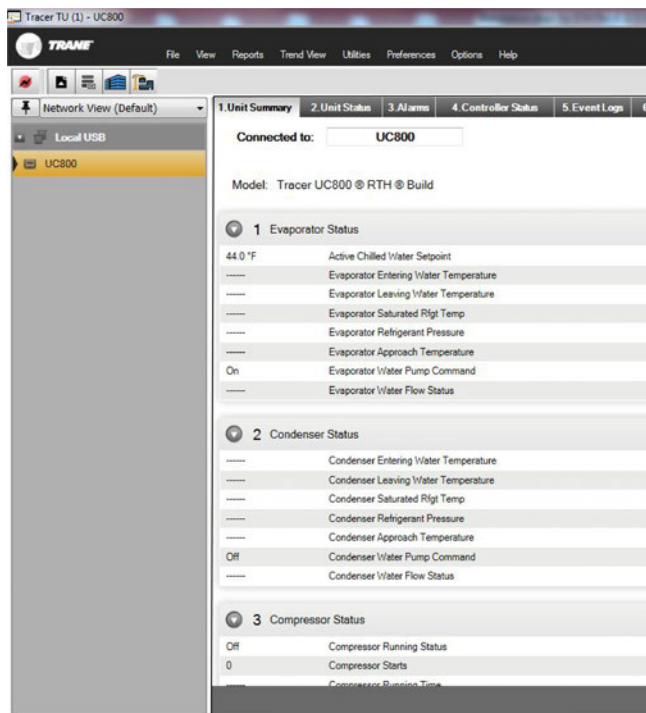 Tracer TU (1) - UC800
TRANE
File View Reports Trend View Utilities Preferences Options Help
Network View (Default)
1.Unit Summary 2.Unit Status 3.Alarms 4.Controller Status 5.Event Logs 6
Local USB
Connected to: UC800
UC800
Model: Tracer UC800 ® RTH ® Build
1 Evaporator Status
44.0 °F Active Chilled Water Setpoint
------ Evaporator Entering Water Temperature
------ Evaporator Leaving Water Temperature
------ Evaporator Saturated Rfgt Temp
------ Evaporator Refrigerant Pressure
------ Evaporator Approach Temperature
On Evaporator Water Pump Command
------ Evaporator Water Flow Status
2 Condenser Status
------ Condenser Entering Water Temperature
------ Condenser Leaving Water Temperature
------ Condenser Saturated Rfgt Temp
------ Condenser Refrigerant Pressure
------ Condenser Approach Temperature
Off Condenser Water Pump Command
------ Condenser Water Flow Status
3 Compressor Status
Off Compressor Running Status
0 Compressor Starts
------ Compressor Running Time